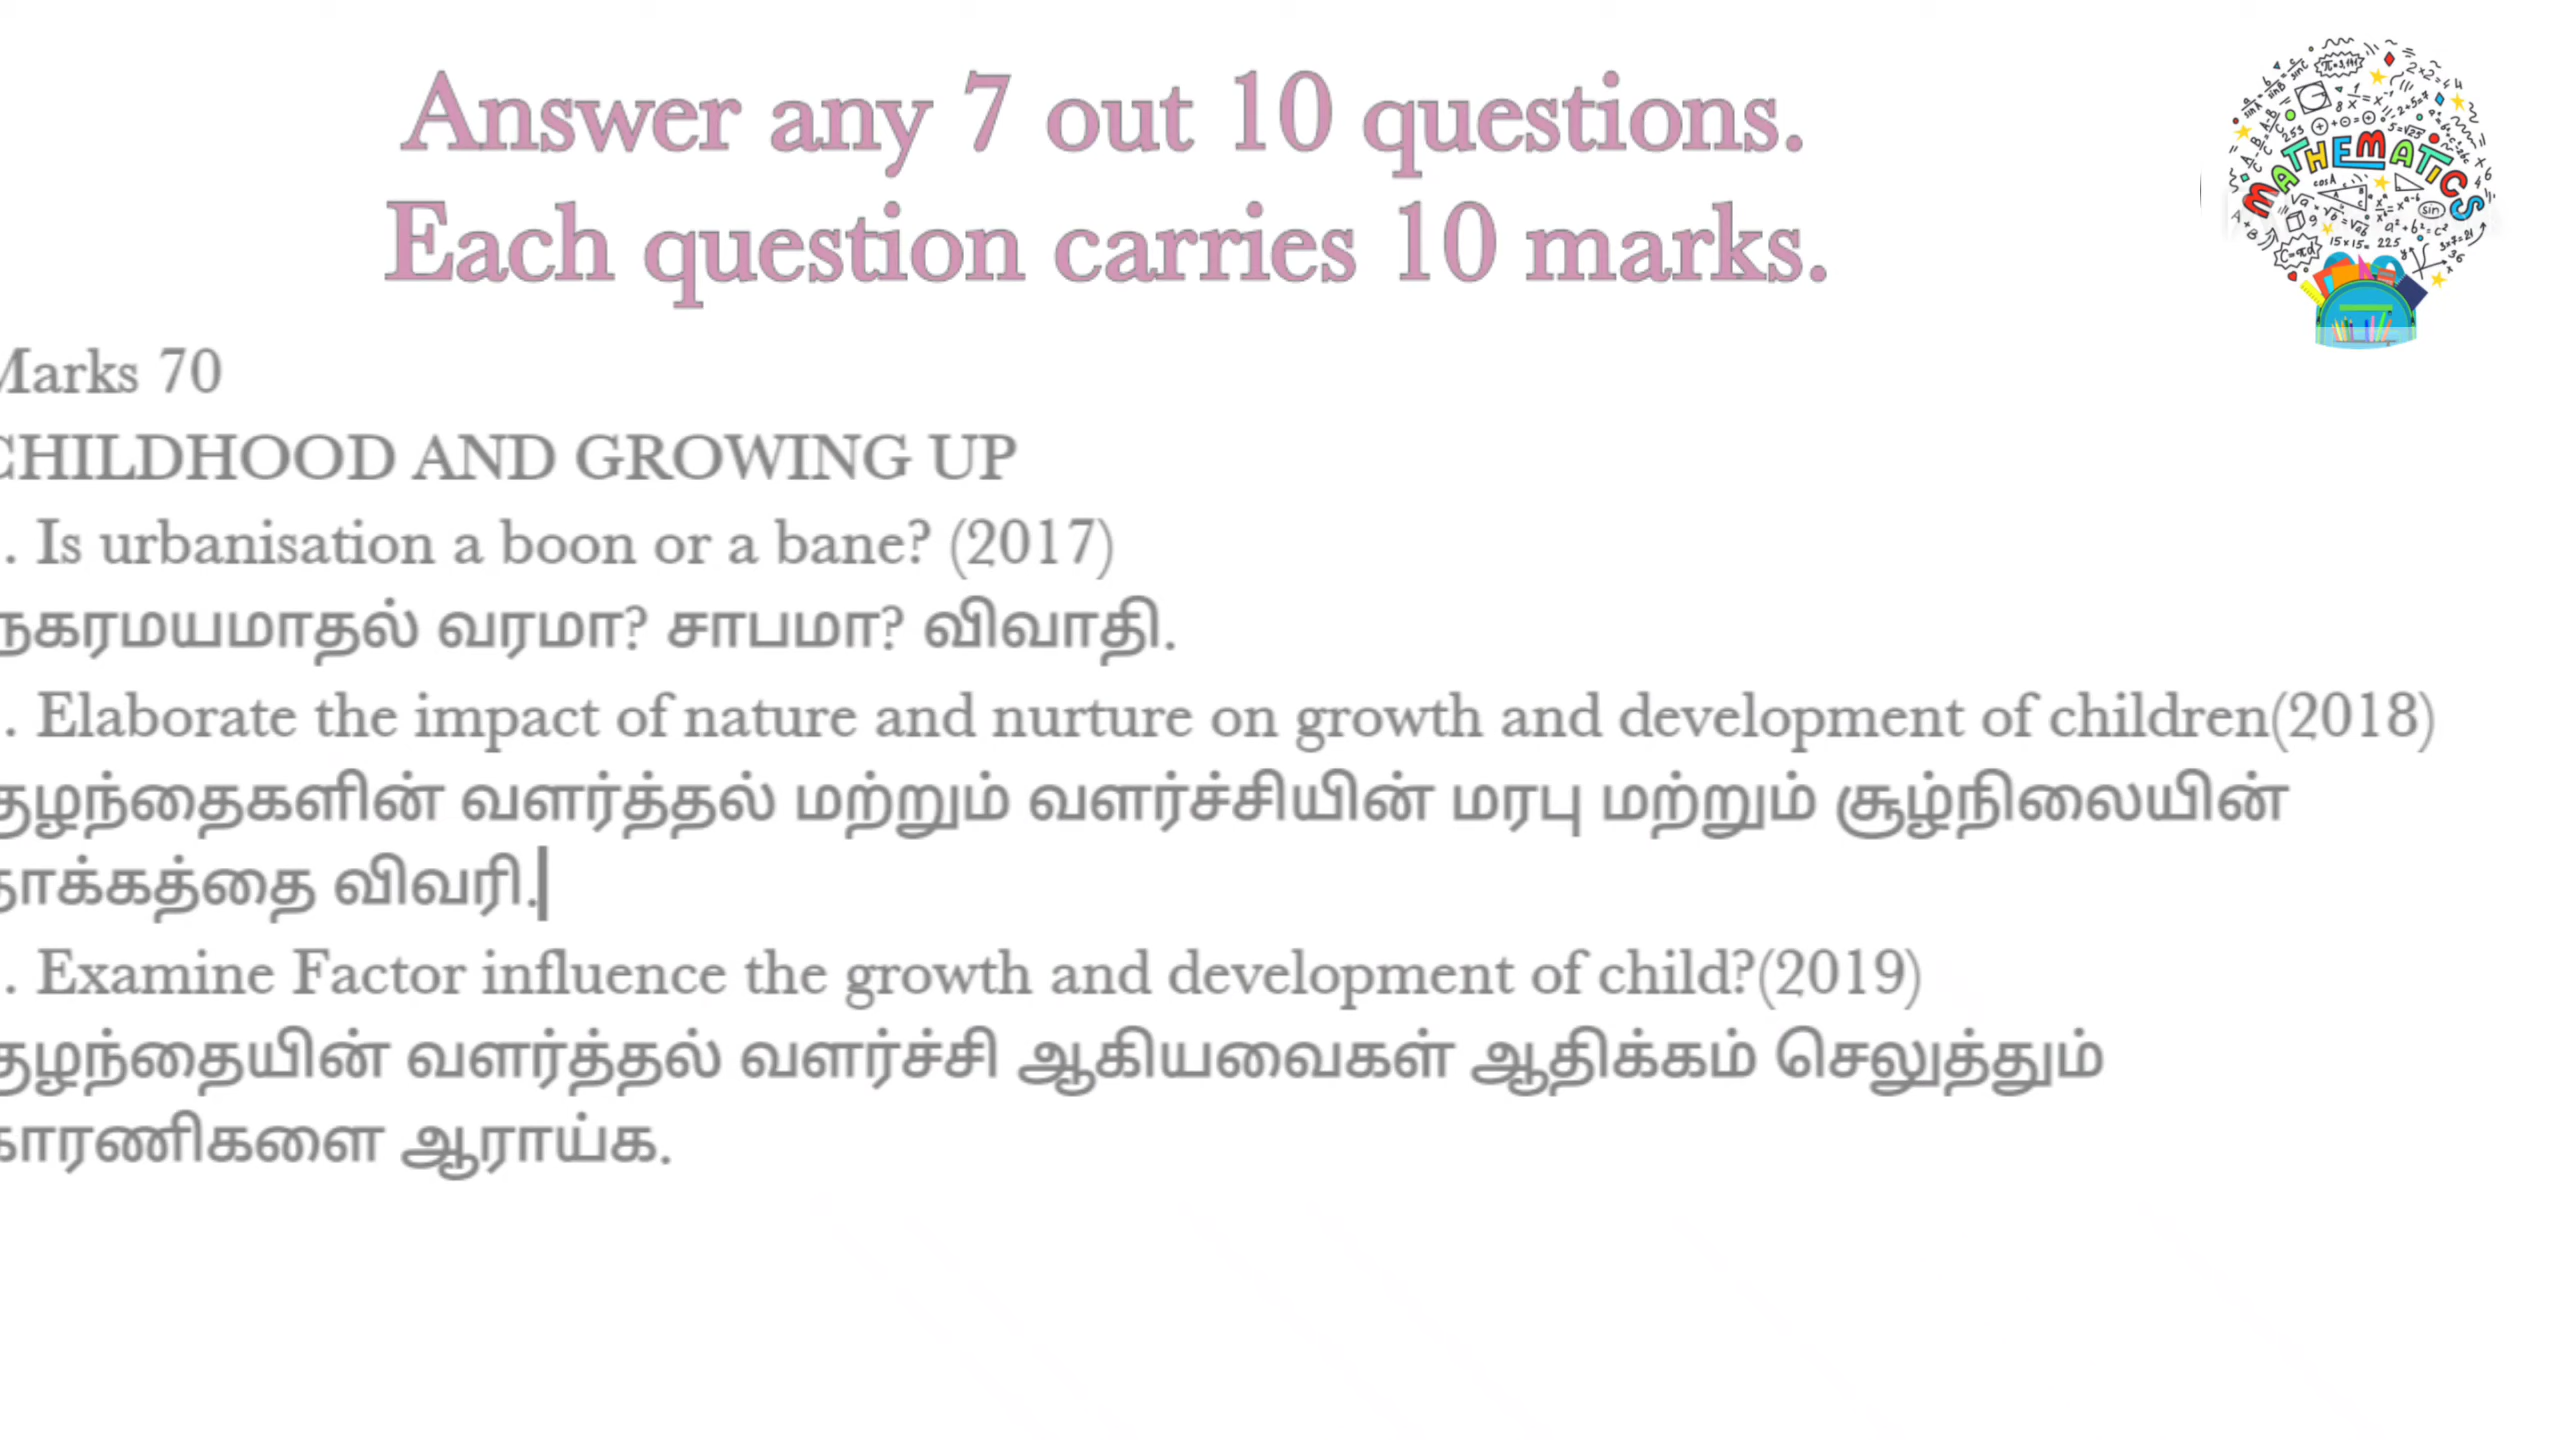 Answer any 7 out 10 questions.
Each question carries 10 marks.
MATHEMATICS
Marks 70
CHILDHOOD AND GROWING UP
. Is urbanisation a boon or a bane? (2017)
நகரமயமாதல் வரமா? சாபமா? விவாதி.
. Elaborate the impact of nature and nurture on growth and development of children(2018)
குழந்தைகளின் வளர்த்தல் மற்றும் வளர்ச்சியின் மரபு மற்றும் சூழ்நிலையின்
தாக்கத்தை விவரி.
. Examine Factor influence the growth and development of child?(2019)
குழந்தையின் வளர்த்தல் வளர்ச்சி ஆகியவைகள் ஆதிக்கம் செலுத்தும்
காரணிகளை ஆராய்க.